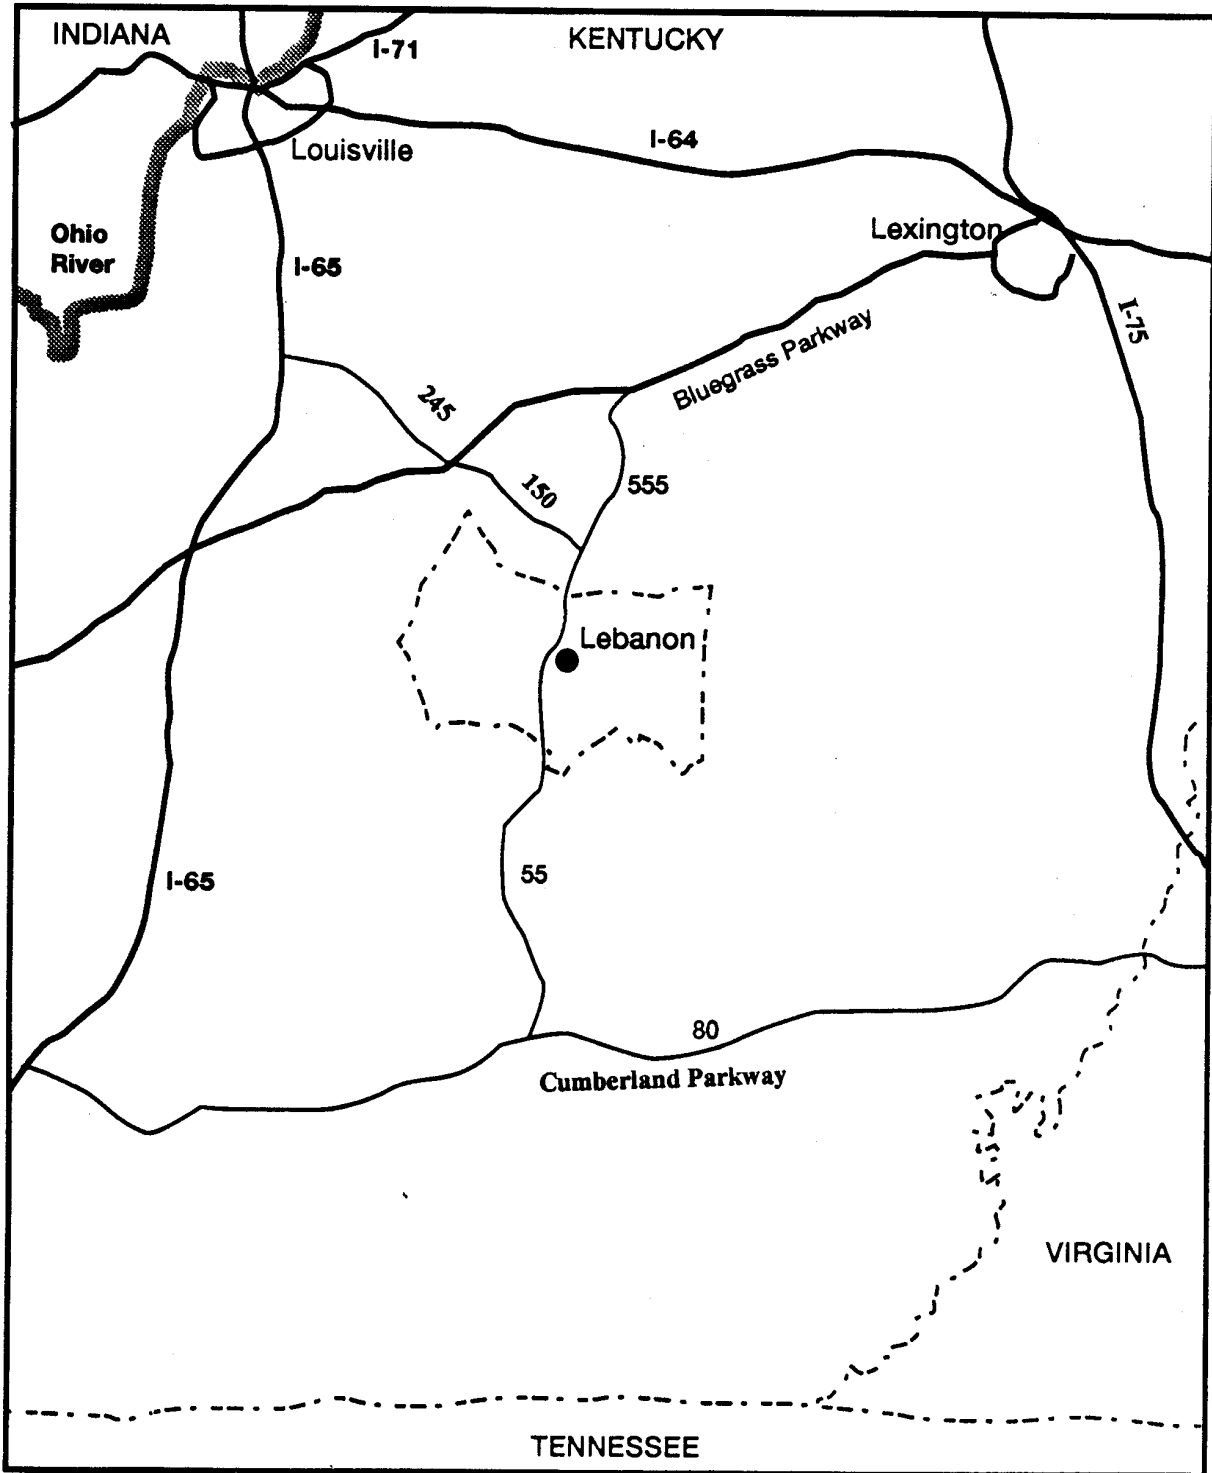 INDIANA
I-71
KENTUCKY
I-64
Louisville
Ohio
River
I-65
Lexington
I-75
Bluegrass Parkway
245
150
555
Lebanon
I-65
55
80
Cumberland Parkway
VIRGINIA
TENNESSEE